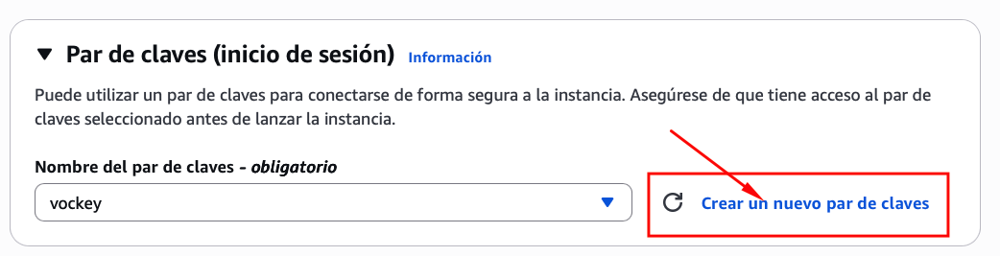 Par de claves (inicio de sesión) Información
Puede utilizar un par de claves para conectarse de forma segura a la instancia. Asegúrese de que tiene acceso al par de
claves seleccionado antes de lanzar la instancia.
Nombre del par de claves - obligatorio
vockey
Crear un nuevo par de claves